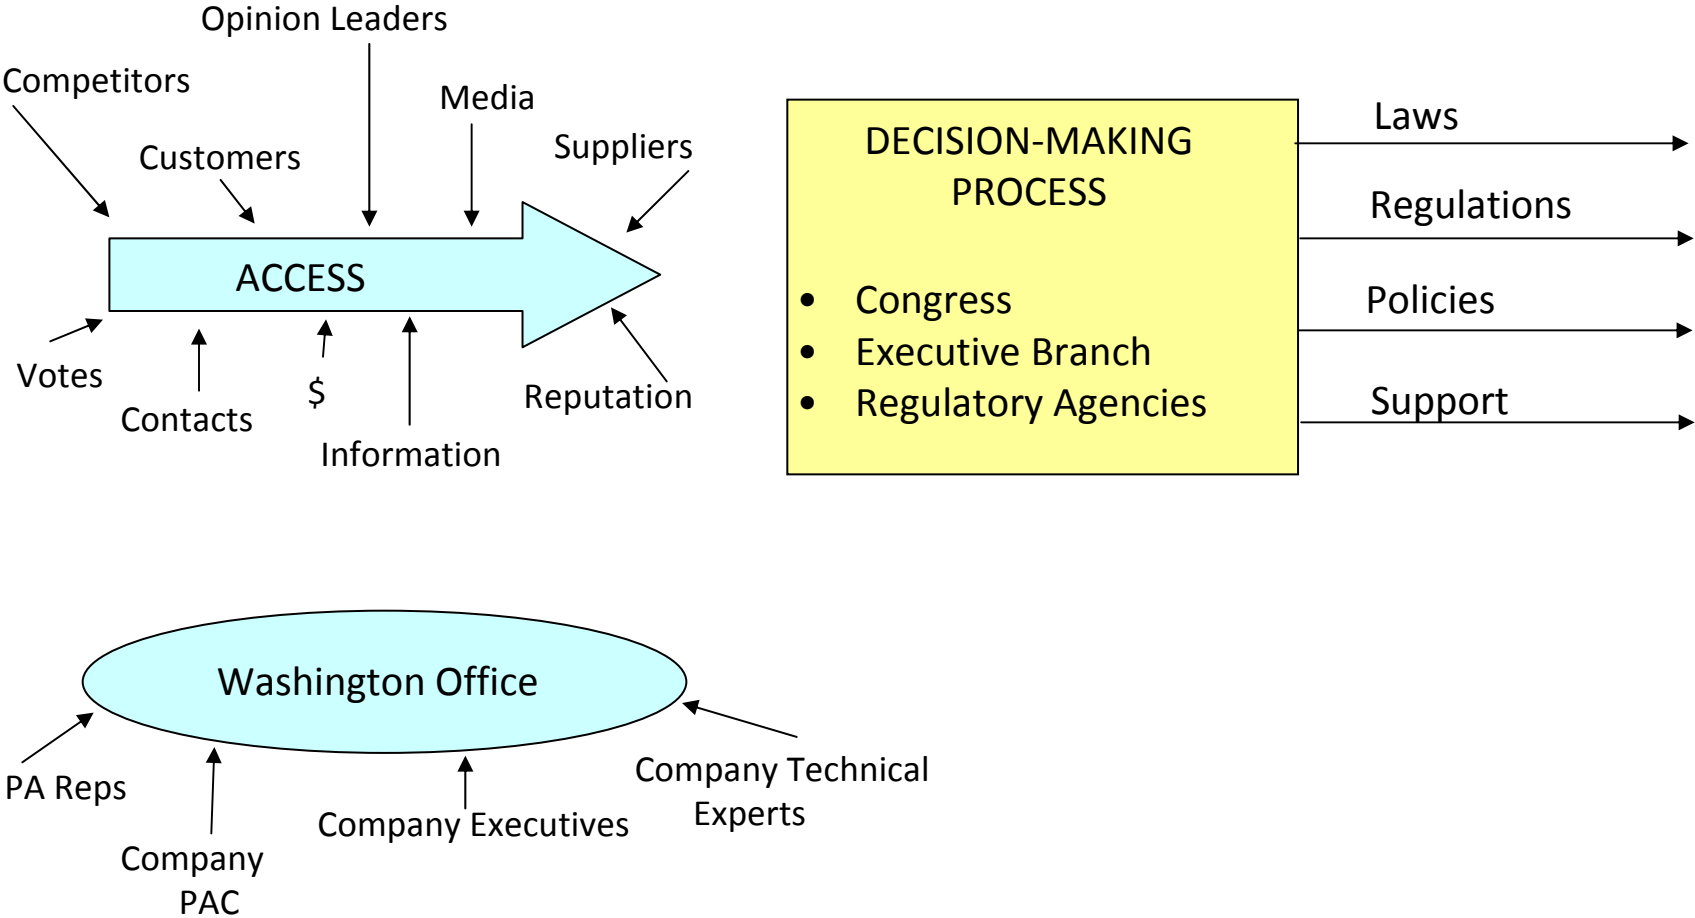 Opinion Leaders
Competitors
Media
Customers
Suppliers
ACCESS
Votes
Contacts
$
Information
Reputation
DECISION-MAKING
PROCESS
• Congress
• Executive Branch
• Regulatory Agencies
Laws
Regulations
Policies
Support
Washington Office
PA Reps
Company
PAC
Company Executives
Company Technical
Experts